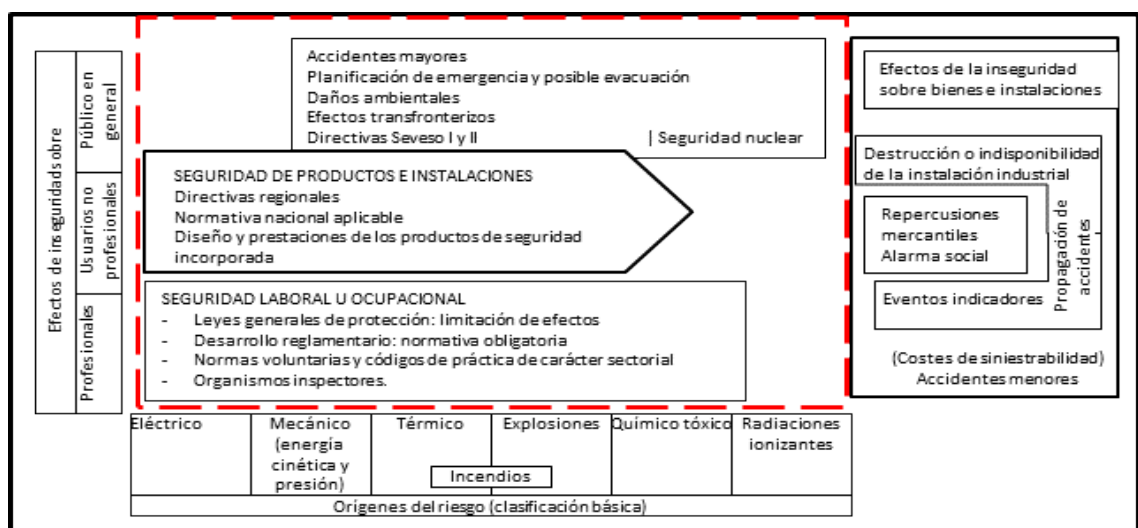 Efectos de inseguridad sobre
Público en
general
Usuarios no
profesionales
Profesionales
Accidentes mayores
Planificación de emergencia y posible evacuación
Daños ambientales
Efectos transfronterizos
Directivas Seveso I y II | Seguridad nuclear
SEGURIDAD DE PRODUCTOS E INSTALACIONES
Directivas regionales
Normativa nacional aplicable
Diseño y prestaciones de los productos de seguridad
incorporada
SEGURIDAD LABORAL U OCUPACIONAL
- Leyes generales de protección: limitación de efectos
- Desarrollo reglamentario: normativa obligatoria
- Normas voluntarias y códigos de práctica de carácter sectorial
- Organismos inspectores.
Efectos de la inseguridad
sobre bienes e instalaciones
Destrucción o indisponibilidad
de la instalación industrial
Repercusiones
mercantiles
Alarma social
Propagación de
accidentes
Eventos indicadores
(Costes de siniestrabilidad)
Accidentes menores
Eléctrico
Mecánico
(energía
cinética y
presión)
Térmico
Explosiones
Incendios
Químico tóxico
Radiaciones
ionizantes
Orígenes del riesgo (clasificación básica)